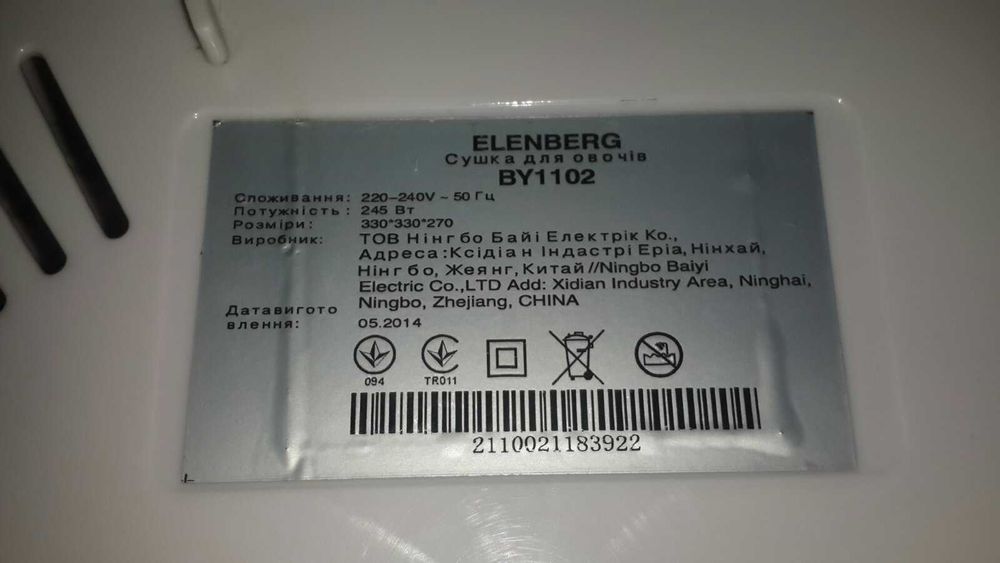 ELENBERG
Сушка для овочів
BY1102
Споживання: 220-240V ~ 50 Гц
Потужність : 245 Вт
Розміри: 330*330*270
Виробник: ТОВ Нінгбо Байі Електрік Ко.,
Адреса :Ксідіан Індастрі Еріа, Нінхай,
Нінгбо, Жеянг, Китай//Ningbo Baiyi
Electric Co.,LTD Add: Xidian Industry Area, Ninghai,
Ningbo, Zhejiang, CHINA
Датавигото
влення: 05.2014
094 TR011
2110021183922